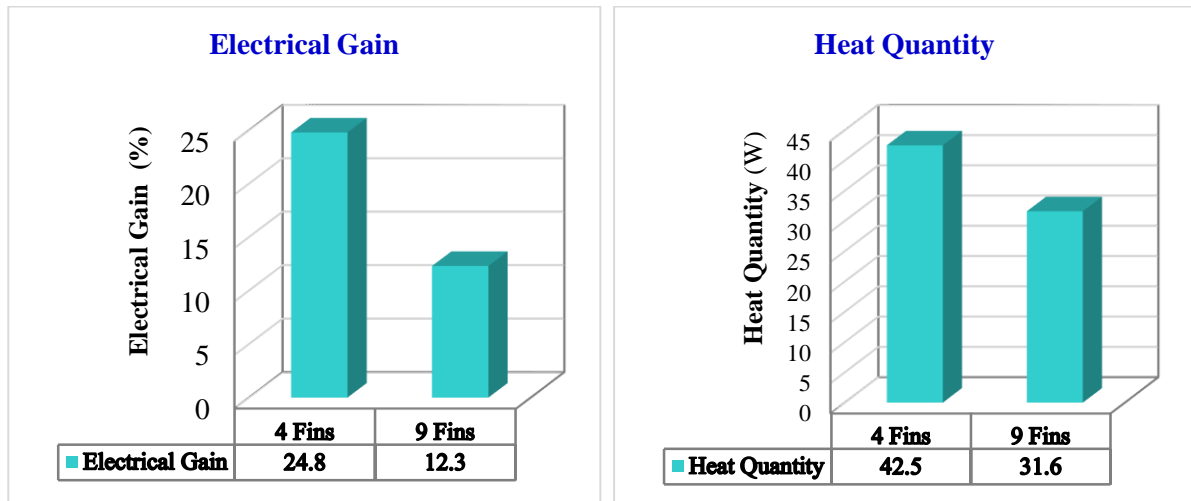 Electrical Gain
Electrical Gain (%)
25
20
15
10
5
0
4 Fins 9 Fins
Electrical Gain 24.8 12.3
Heat Quantity
Heat Quantity (W)
45
40
35
30
25
20
15
10
5
0
4 Fins 9 Fins
Heat Quantity 42.5 31.6